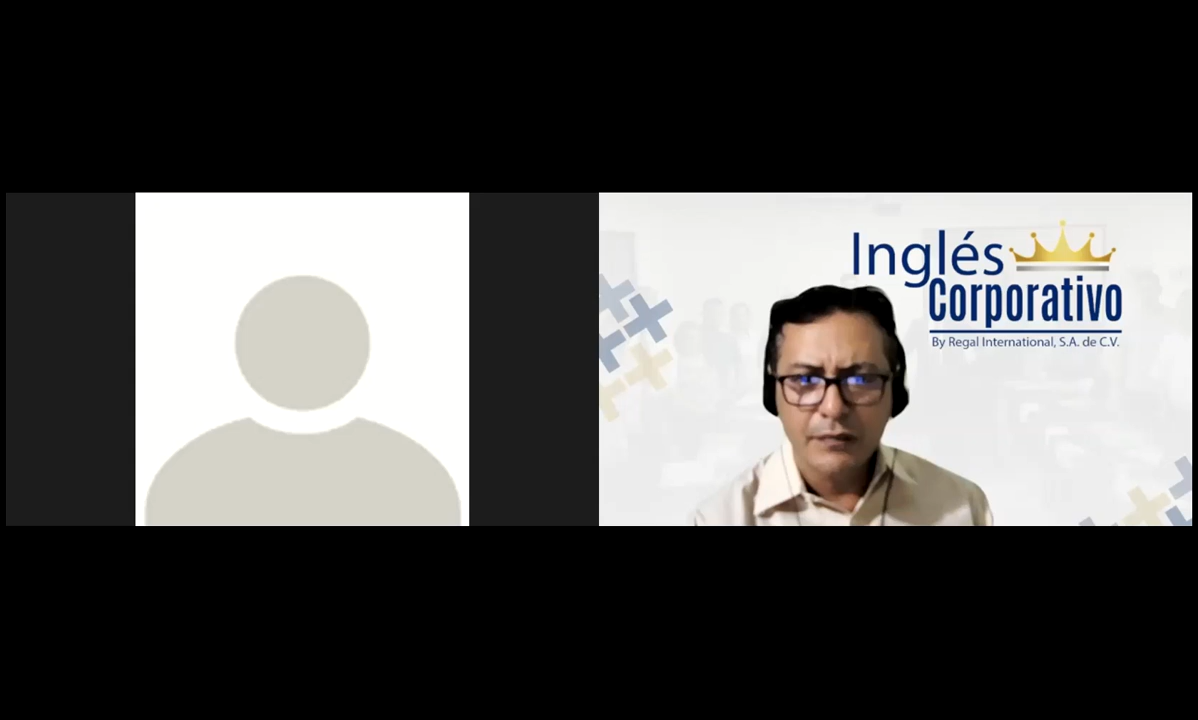 Inglés
Corporativo
By Regal International, S.A. de C.V.